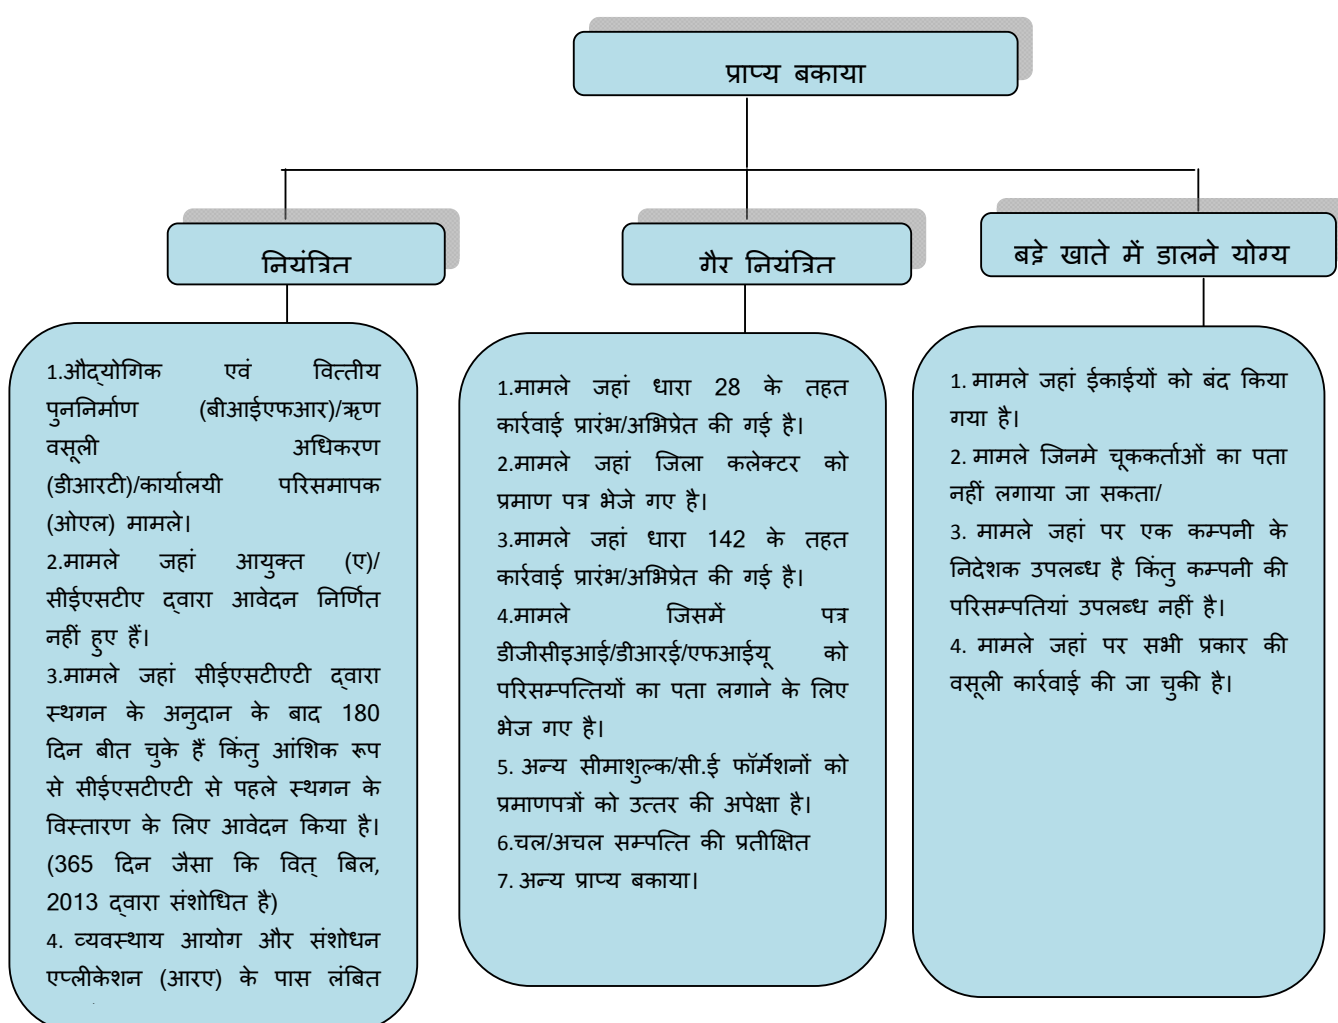 प्राप्य बकाया
नियंत्रित
गैर नियंत्रित
बट्टे खाते में डालने योग्य
1.औद्योगिक एवं वित्तीय
पुननिर्माण (बीआईएफआर)/ऋण
वसूली अधिकरण
(डीआरटी)/कार्यालयी परिसमापक
(ओएल) मामले।
2.मामले जहां आयुक्त (ए)/
सीईएसटीए द्वारा आवेदन निर्णित
नहीं हुए हैं।
3.मामले जहां सीईएसटीएटी द्वारा
स्थगन के अनुदान के बाद 180
दिन बीत चुके हैं किंतु आंशिक रूप
से सीईएसटीएटी से पहले स्थगन के
विस्तारण के लिए आवेदन किया है।
(365 दिन जैसा कि वित् बिल,
2013 द्वारा संशोधित है)
4. व्यवस्थाय आयोग और संशोधन
एप्लीकेशन (आरए) के पास लंबित
1.मामले जहां धारा 28 के तहत
कार्रवाई प्रारंभ/अभिप्रेत की गई है।
2.मामले जहां जिला कलेक्टर को
प्रमाण पत्र भेजे गए है।
3.मामले जहां धारा 142 के तहत
कार्रवाई प्रारंभ/अभिप्रेत की गई है।
4.मामले जिसमें पत्र
डीजीसीइआई/डीआरई/एफआईयू को
परिसम्पत्तियों का पता लगाने के लिए
भेज गए है।
5. अन्य सीमाशुल्क/सी.ई फॉर्मेशनों को
प्रमाणपत्रों को उत्तर की अपेक्षा है।
6.चल/अचल सम्पत्ति की प्रतीक्षित
7. अन्य प्राप्य बकाया।
1. मामले जहां ईकाईयों को बंद किया
गया है।
2. मामले जिनमे चूककर्ताओं का पता
नहीं लगाया जा सकता/
3. मामले जहां पर एक कम्पनी के
निदेशक उपलब्ध है किंतु कम्पनी की
परिसम्पतियां उपलब्ध नहीं है।
4. मामले जहां पर सभी प्रकार की
वसूली कार्रवाई की जा चुकी है।